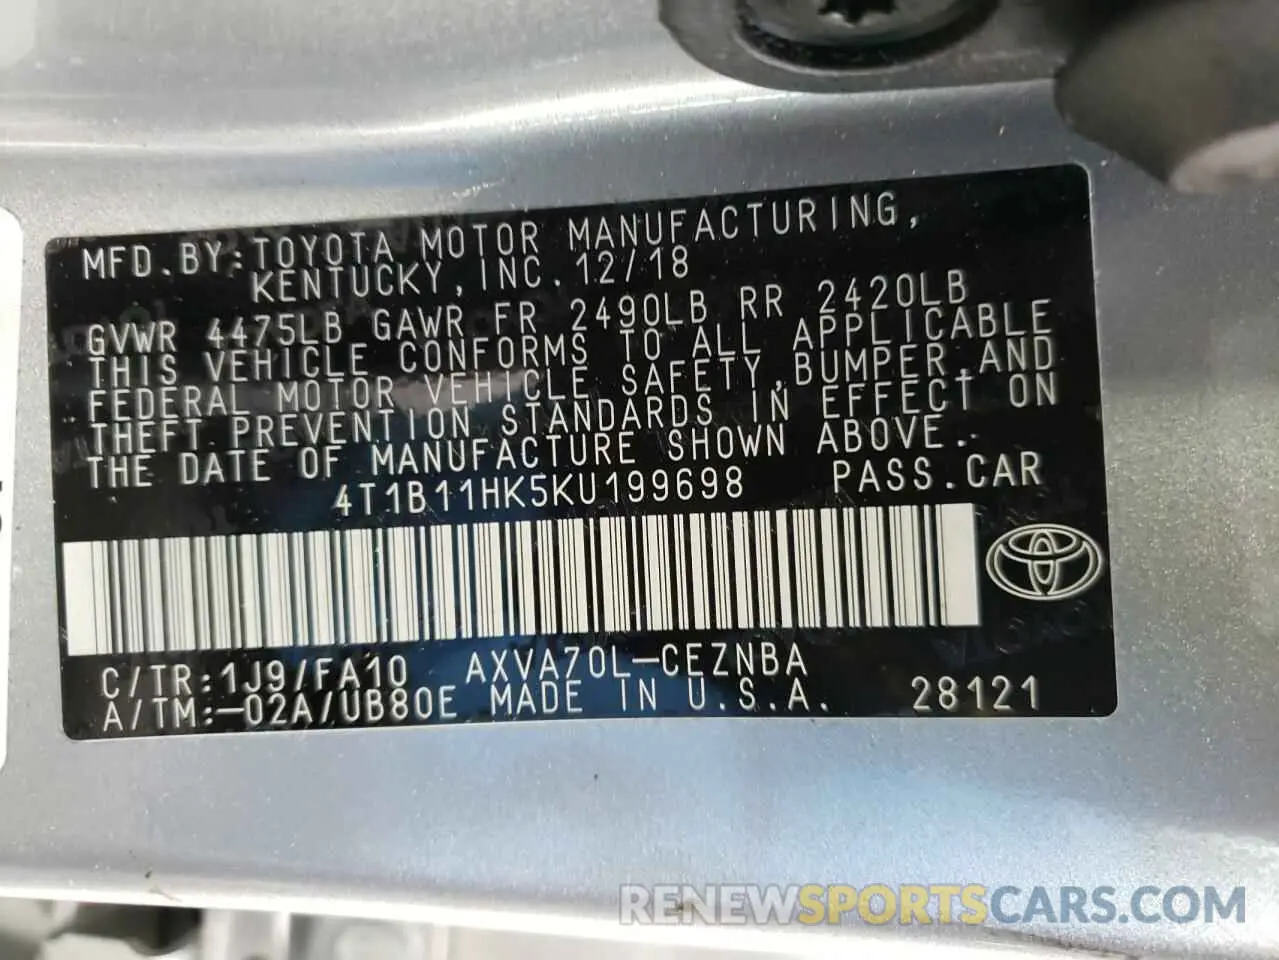 MFD.BY:TOYOTA MOTOR MANUFACTURING,
KENTUCKY,INC. 12/18
GVWR 4475LB GAWR FR 2490LB RR 2420LB
THIS VEHICLE CONFORMS TO ALL APPLICABLE
FEDERAL MOTOR VEHICLE SAFETY,BUMPER,AND
THEFT PREVENTION STANDARDS IN EFFECT ON
THE DATE OF MANUFACTURE SHOWN ABOVE.
4T1B11HK5KU199698 PASS.CAR
C/TR:1J9/FA10 AXVA70L-CEZNBA
A/TM:-02A/UB80E MADE IN U.S.A. 28121
RENEWSPORTSCARS.COM